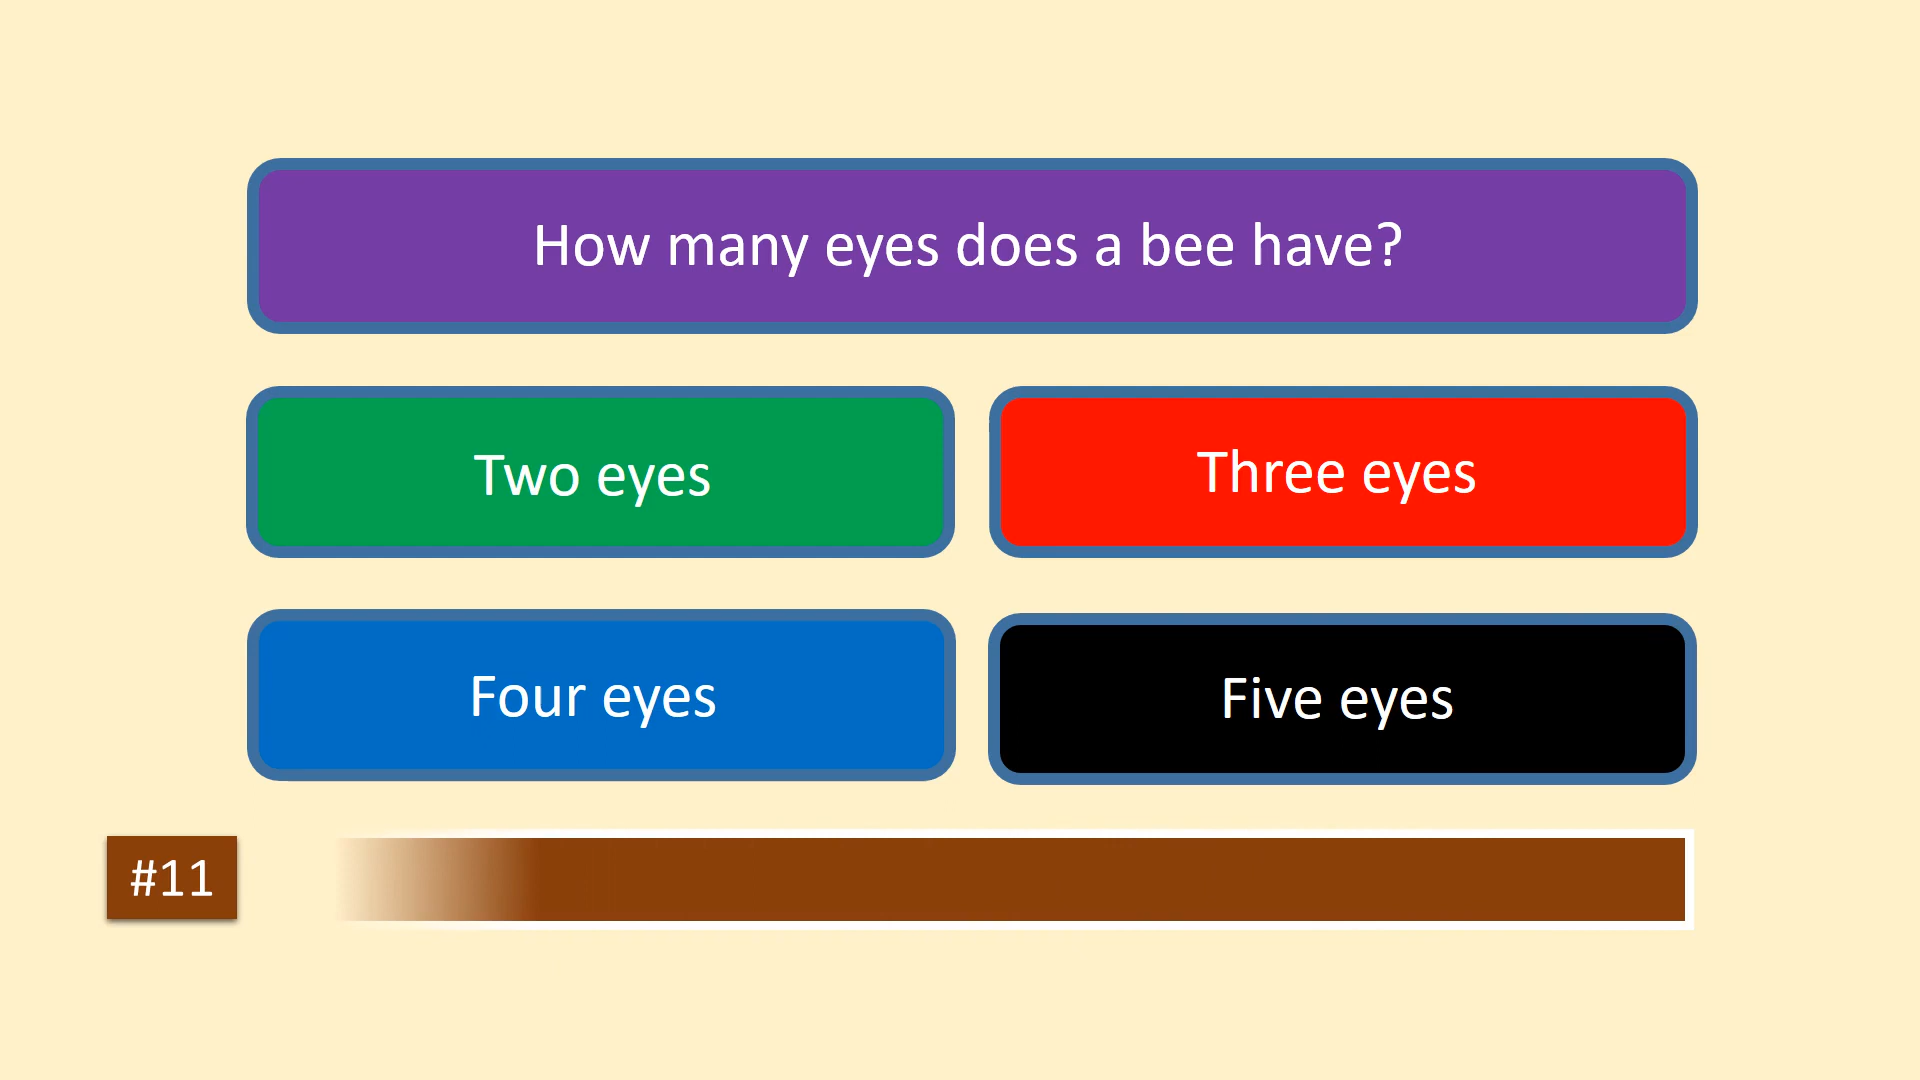 How many eyes does a bee have?
Two eyes
Three eyes
Four eyes
Five eyes
#11